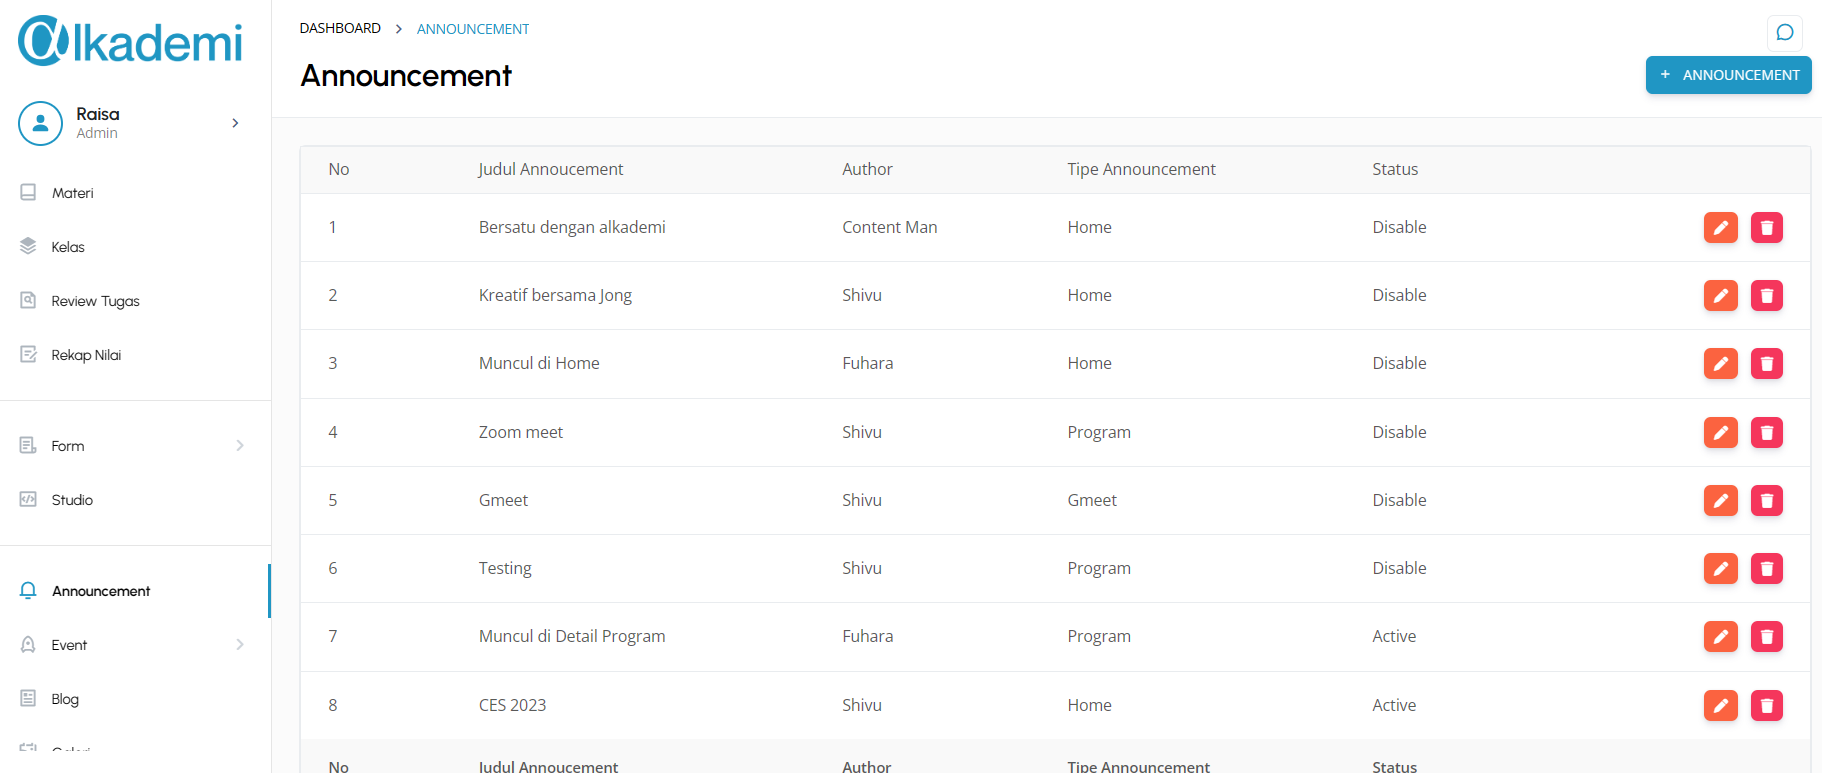 alkademi
Raisa
Admin
Materi
Kelas
Review Tugas
Rekap Nilai
Form
Studio
Announcement
Event
Blog
Galeri
DASHBOARD > ANNOUNCEMENT
Announcement
+ ANNOUNCEMENT
No Judul Annoucement Author Tipe Announcement Status
1 Bersatu dengan alkademi Content Man Home Disable
2 Kreatif bersama Jong Shivu Home Disable
3 Muncul di Home Fuhara Home Disable
4 Zoom meet Shivu Program Disable
5 Gmeet Shivu Gmeet Disable
6 Testing Shivu Program Disable
7 Muncul di Detail Program Fuhara Program Active
8 CES 2023 Shivu Home Active
No Judul Annoucement Author Tipe Announcement Status